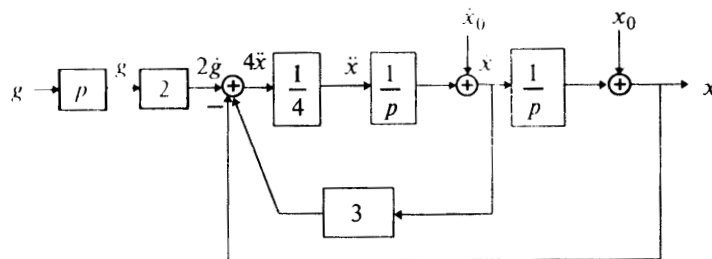 ẋ₀
x₀
g
p
g
2
2ġ
−
4ẍ
1/4
ẍ
1/p
ẋ
1/p
x
3